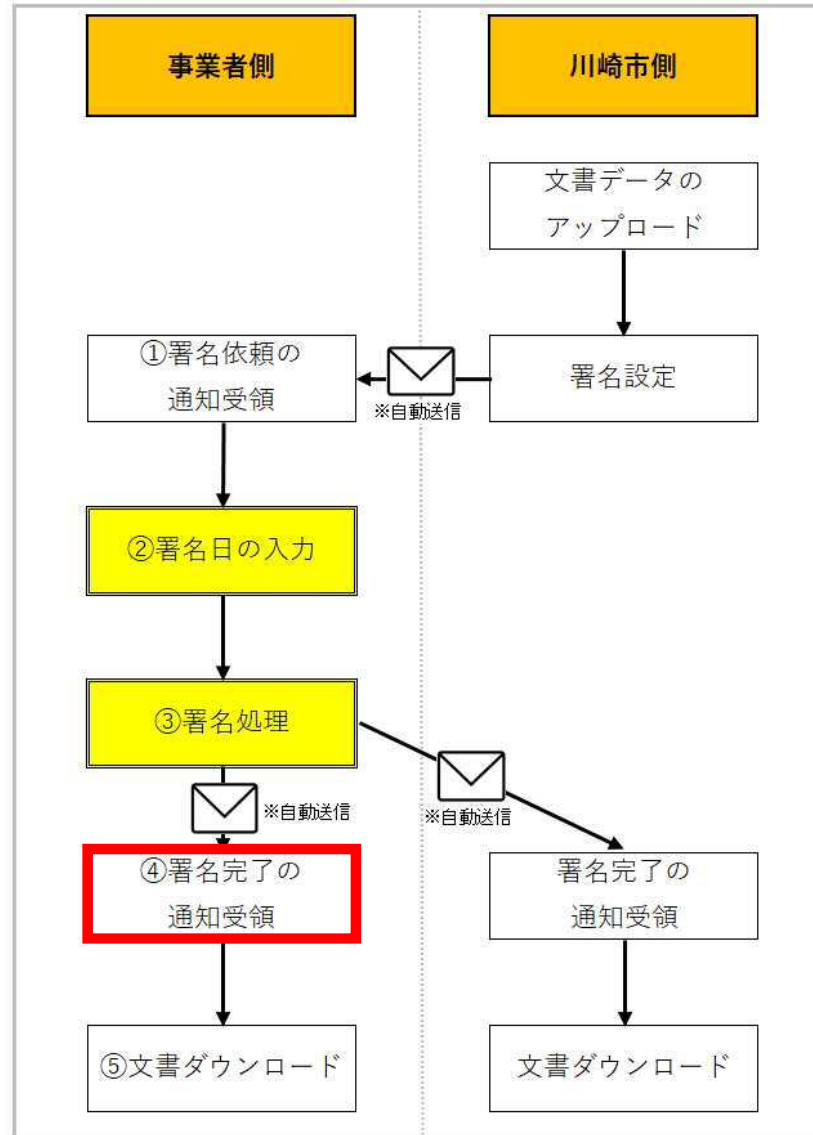 事業者側
川崎市側
文書データの
アップロード
①署名依頼の
通知受領
※自動送信
署名設定
②署名日の入力
③署名処理
※自動送信
※自動送信
④署名完了の
通知受領
署名完了の
通知受領
⑤文書ダウンロード
文書ダウンロード